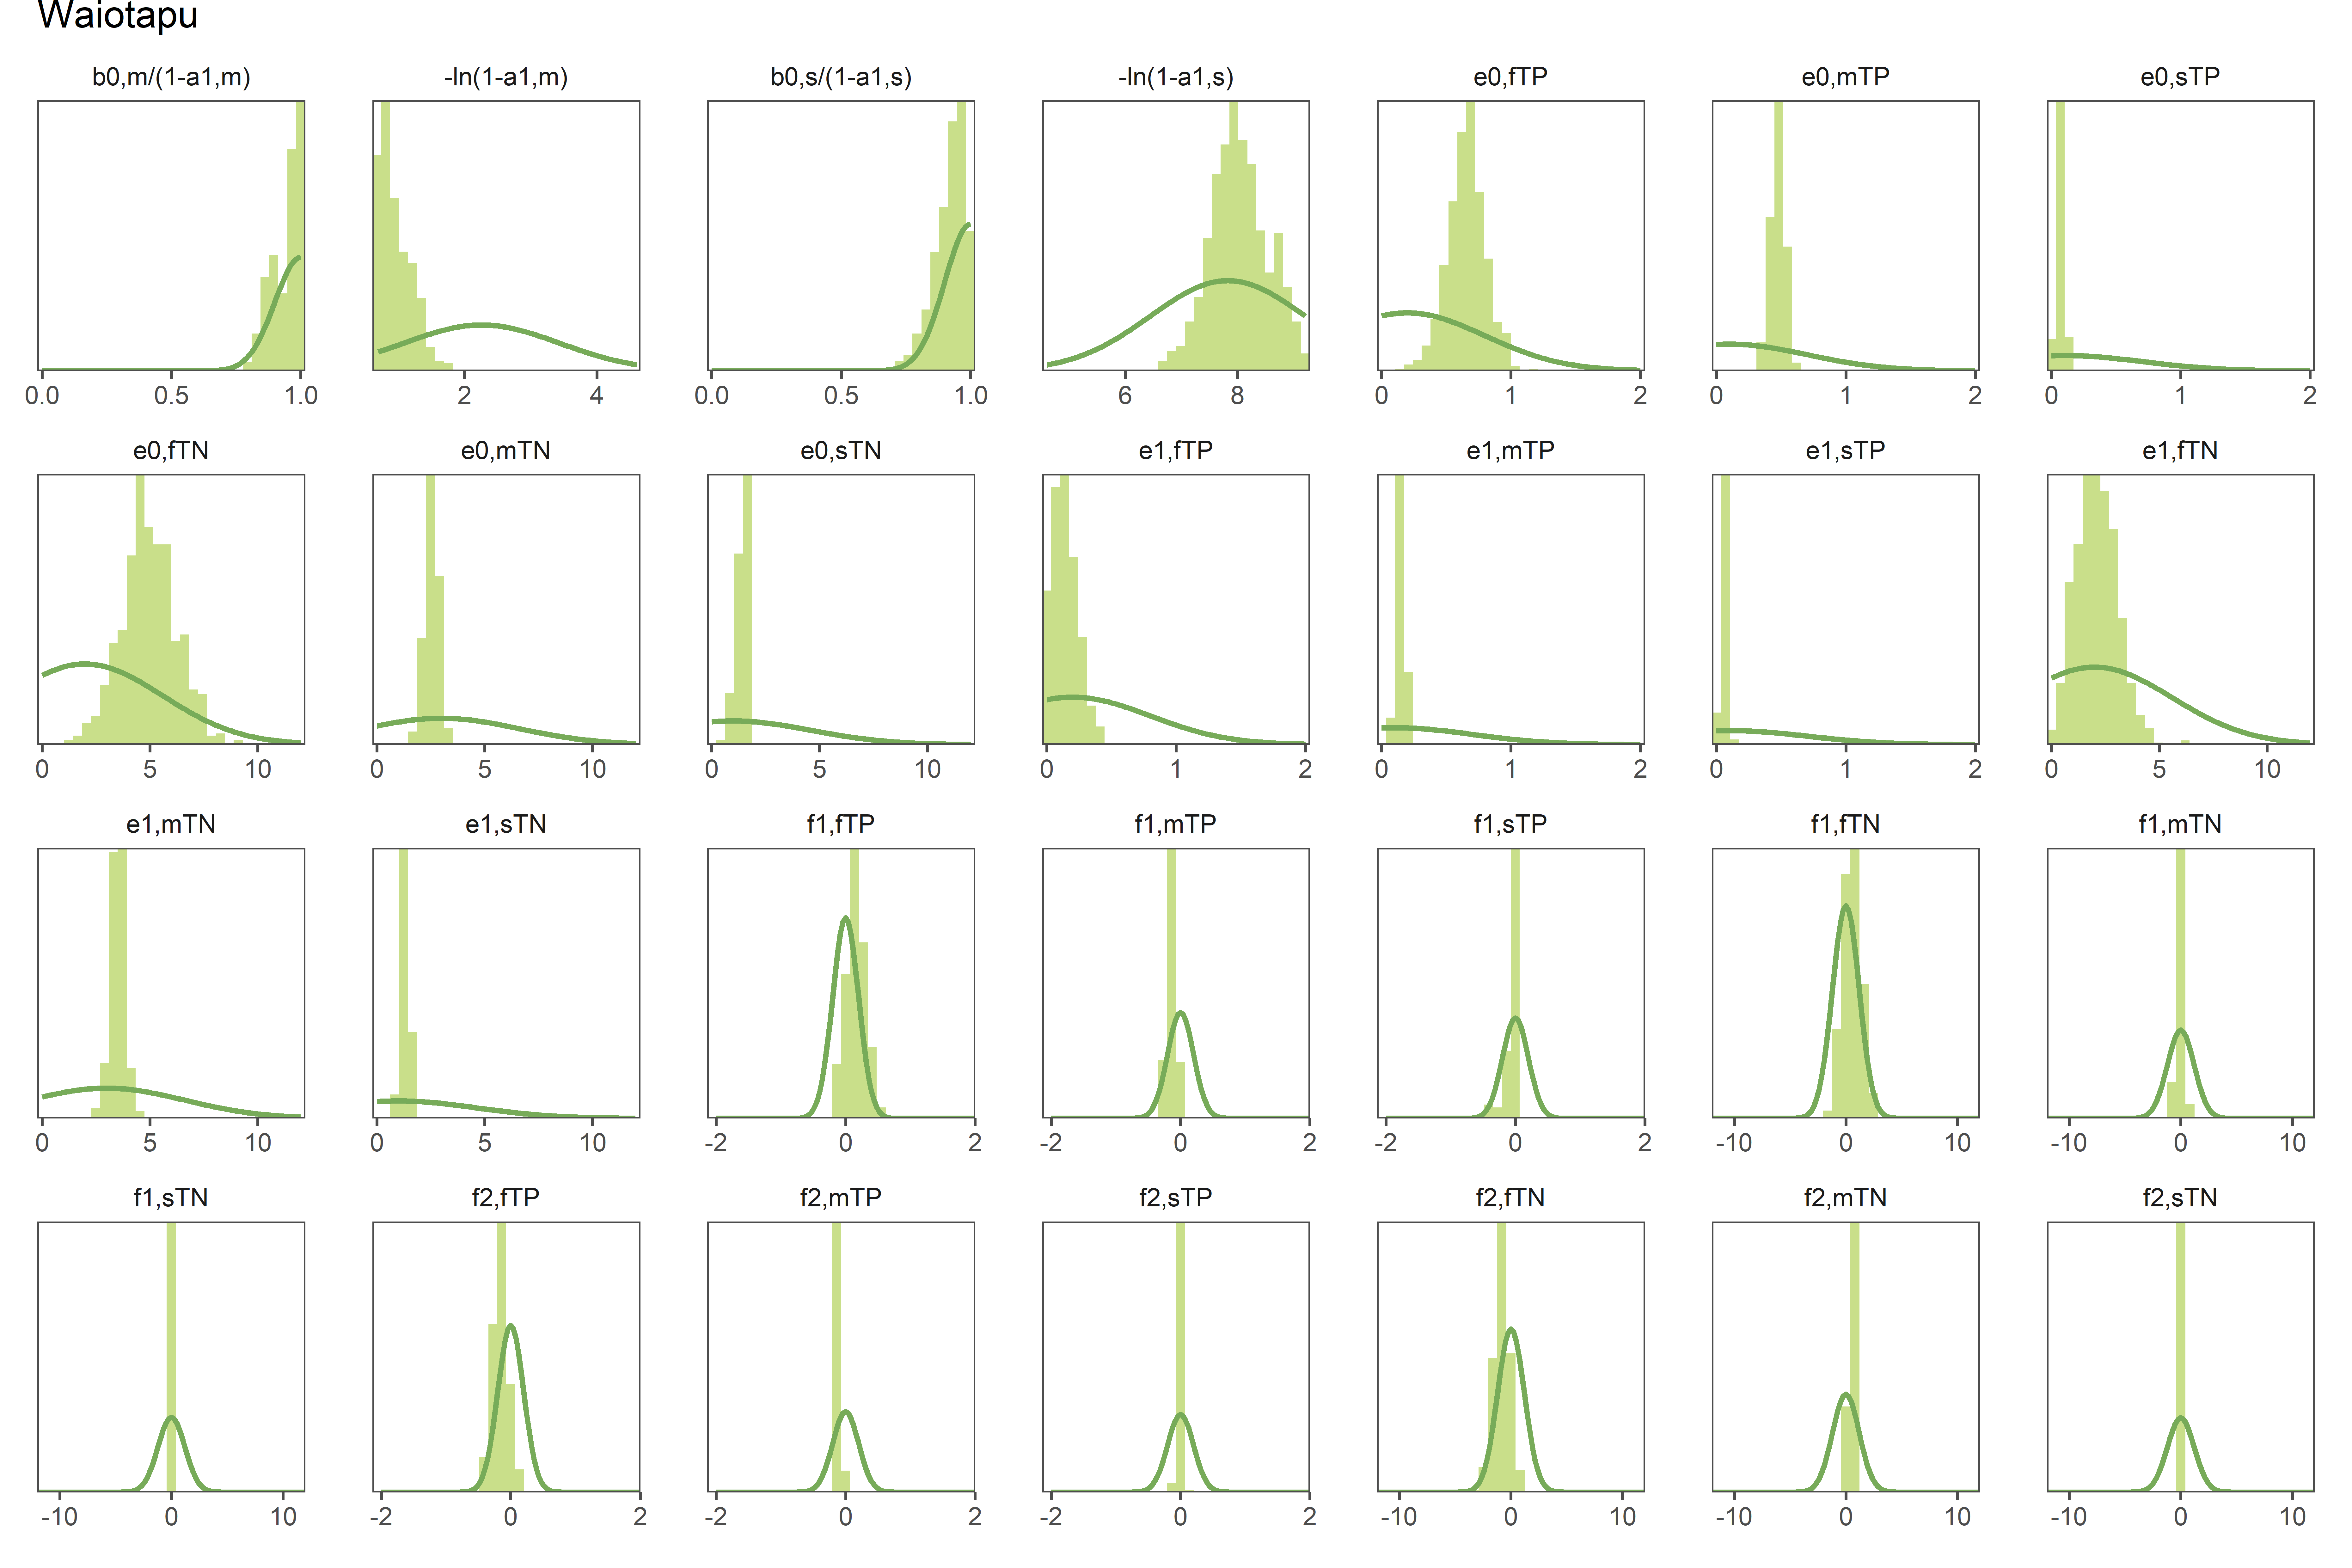 Waiotapu
b0,m/(1-a1,m) -ln(1-a1,m) b0,s/(1-a1,s) -ln(1-a1,s) e0,fTP e0,mTP e0,sTP
0.0 0.5 1.0 2 4 0.0 0.5 1.0 6 8 0 1 2 0 1 2 0 1 2
e0,fTN e0,mTN e0,sTN e1,fTP e1,mTP e1,sTP e1,fTN
0 5 10 0 5 10 0 5 10 0 1 2 0 1 2 0 1 2 0 5 10
e1,mTN e1,sTN f1,fTP f1,mTP f1,sTP f1,fTN f1,mTN
0 5 10 0 5 10 -2 0 2 -2 0 2 -2 0 2 -10 0 10 -10 0 10
f1,sTN f2,fTP f2,mTP f2,sTP f2,fTN f2,mTN f2,sTN
-10 0 10 -2 0 2 -2 0 2 -2 0 2 -10 0 10 -10 0 10 -10 0 10